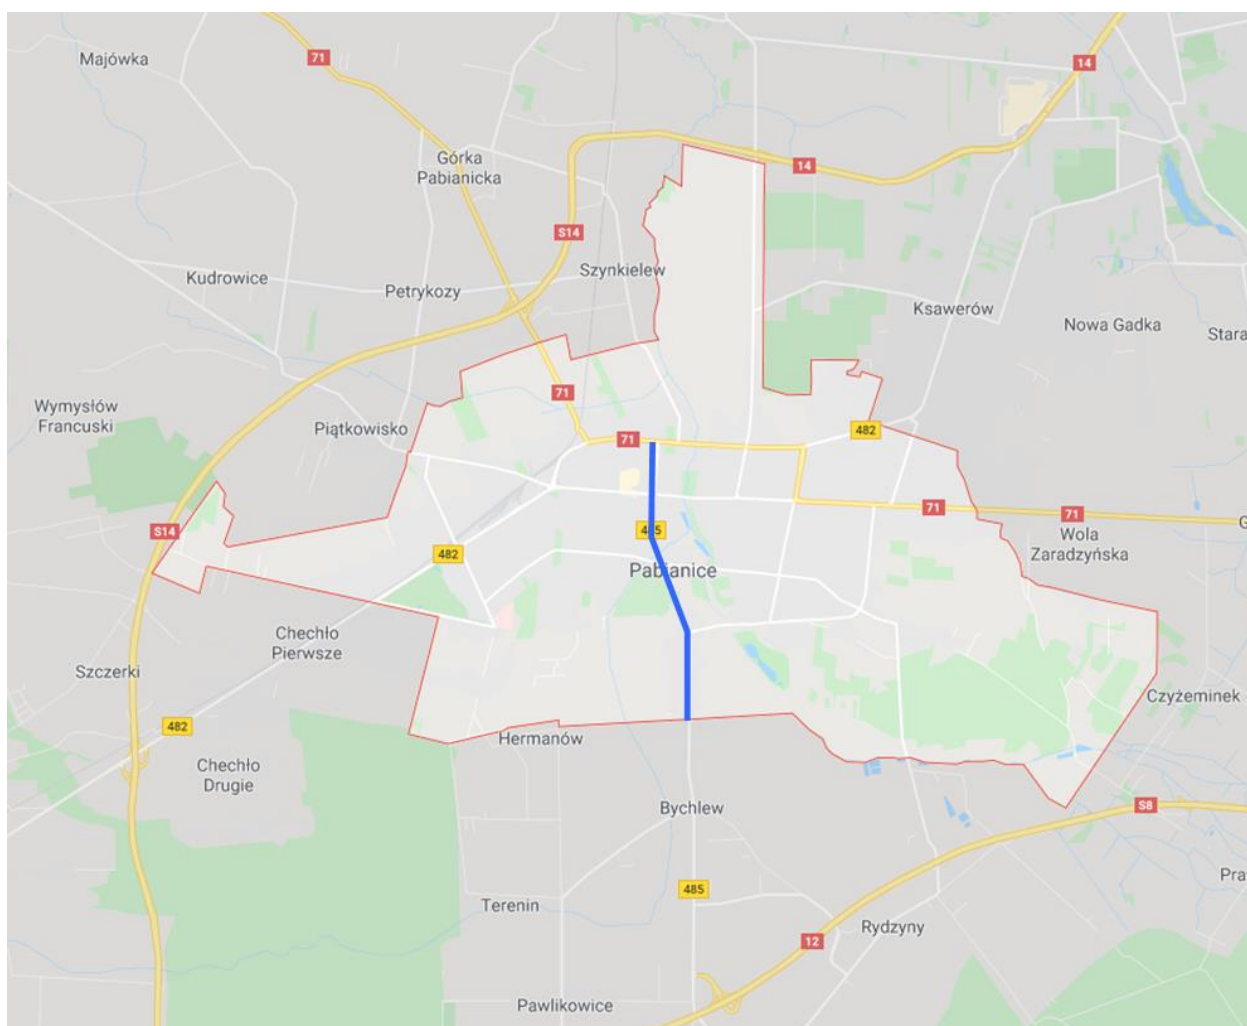 Majówka
71
14
Górka
Pabianicka
14
S14
Szynkielew
Kudrowice
Petrykozy
Ksawerów
Nowa Gadka
Stara
71
Wymysłów
Francuski
Piątkowisko
71
482
S14
71
71
G
485
Wola
Zaradzyńska
482
Pabianice
Chechło
Pierwsze
Szczerki
Czyżeminek
482
Hermanów
Chechło
Drugie
Bychlew
S8
Pra
485
Terenin
Rydzyny
12
Pawlikowice